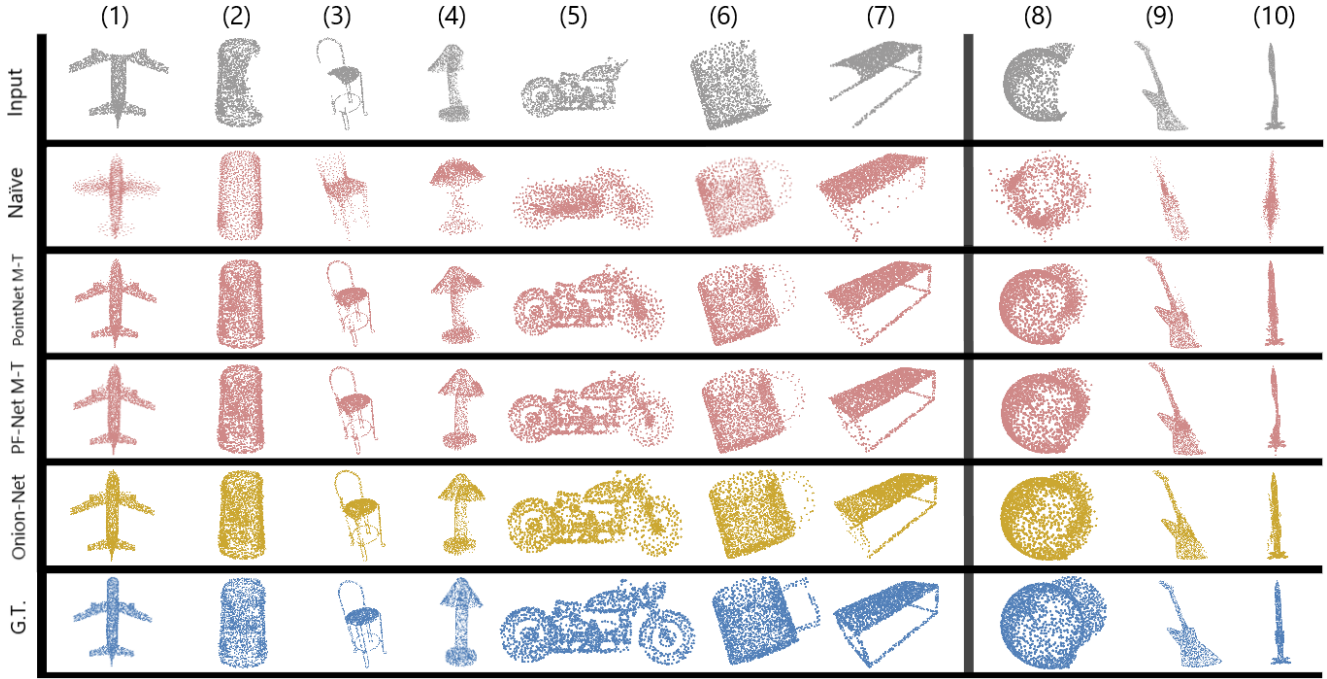 (1) (2) (3) (4) (5) (6) (7) (8) (9) (10)
Input
Naïve
PointNet M-T
PF-Net M-T
Onion-Net
G.T.